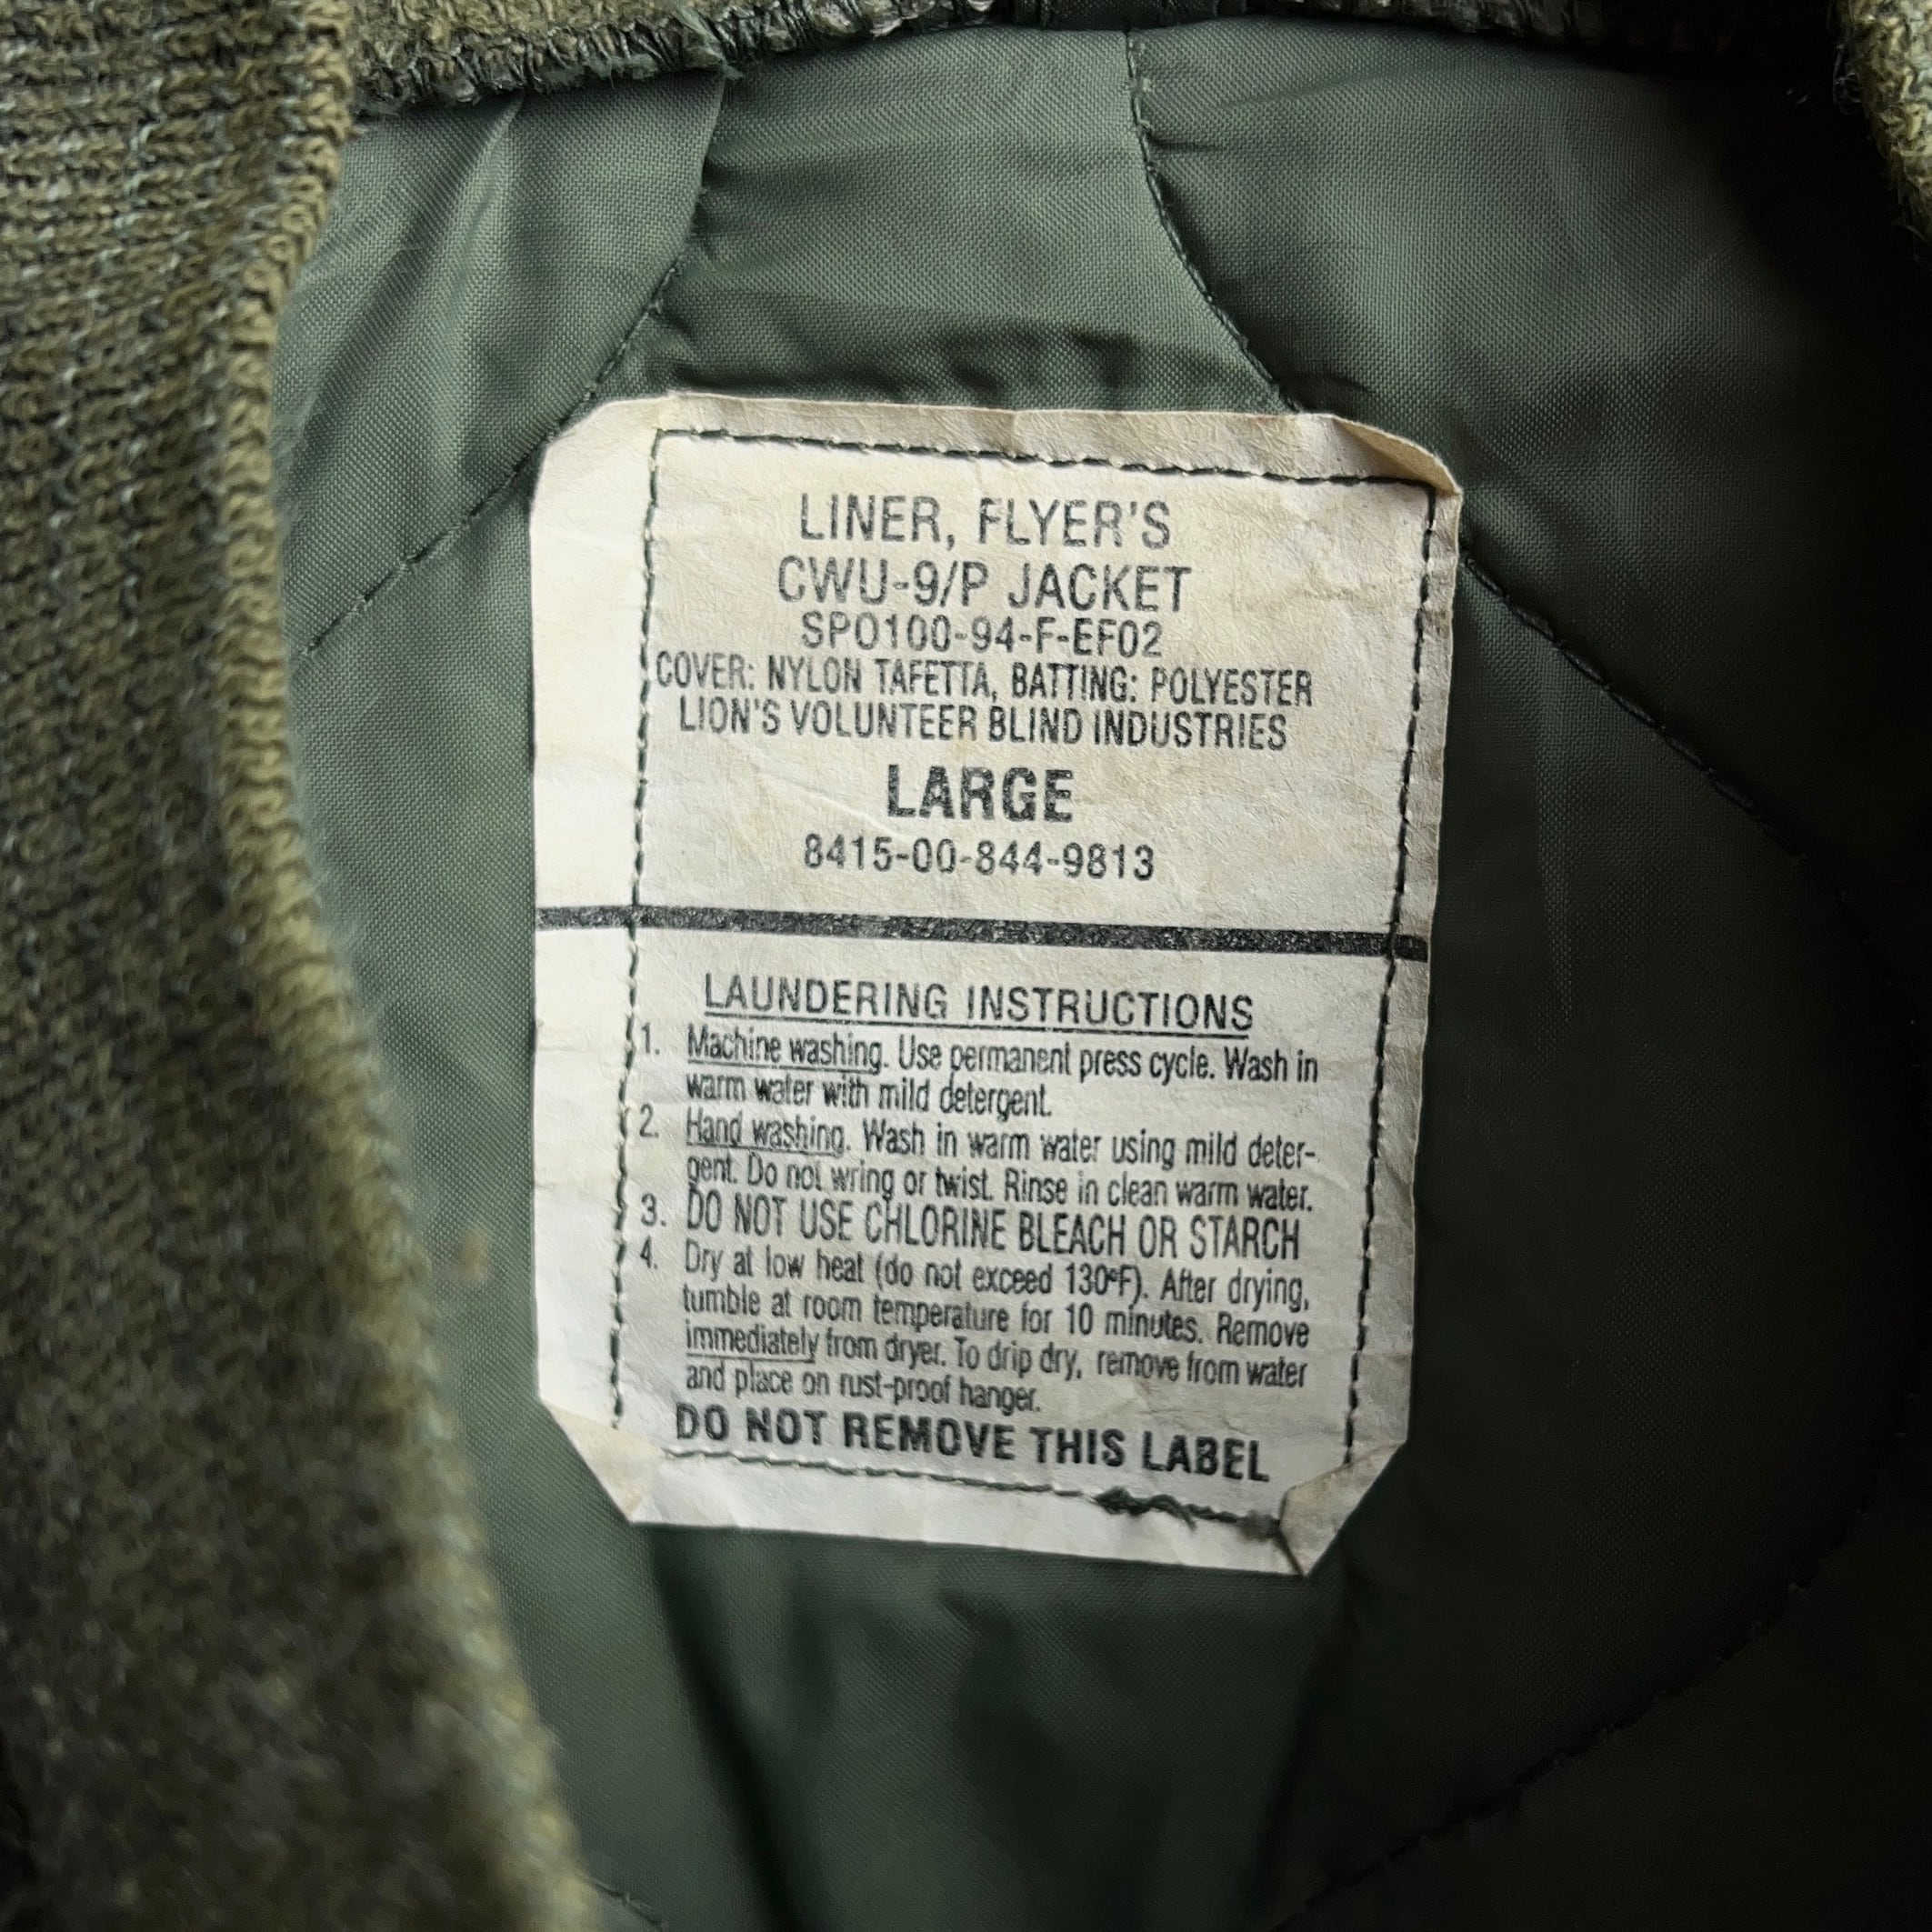 LINER, FLYER'S
CWU-9/P JACKET
SPO100-94-F-EF02
COVER: NYLON TAFETTA, BATTING: POLYESTER
LION'S VOLUNTEER BLIND INDUSTRIES
LARGE
8415-00-844-9813
LAUNDERING INSTRUCTIONS
1. Machine washing. Use permanent press cycle. Wash in
warm water with mild detergent.
2. Hand washing. Wash in warm water using mild deter-
gent. Do not wring or twist. Rinse in clean warm water.
3. DO NOT USE CHLORINE BLEACH OR STARCH
4. Dry at low heat (do not exceed 130°F). After drying,
tumble at room temperature for 10 minutes. Remove
immediately from dryer. To drip dry, remove from water
and place on rust-proof hanger.
DO NOT REMOVE THIS LABEL